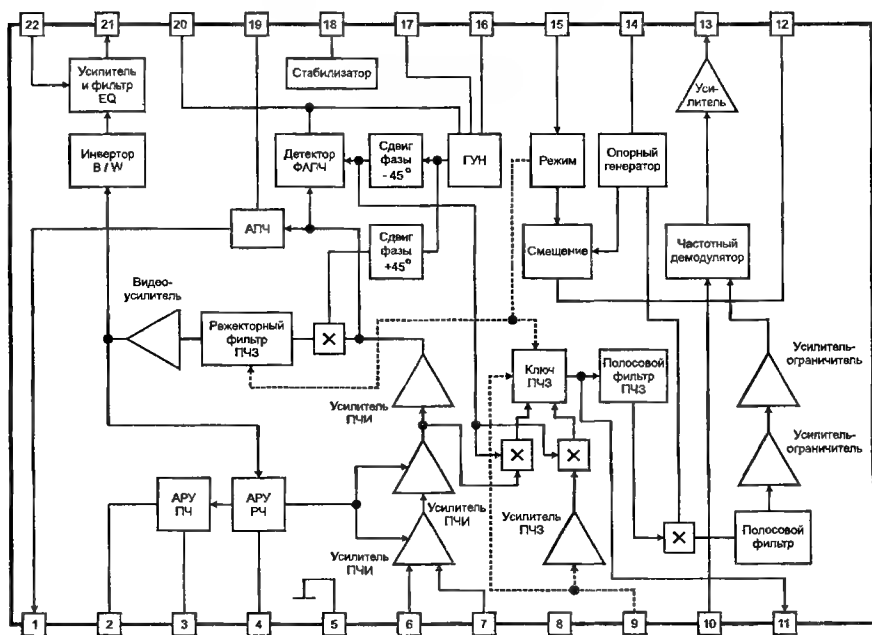 22 21 20 19 18 17 16 15 14 13 12
Усилитель
и фильтр
EQ
Стабилизатор
Уси-
литель
Инвертор
B / W
Детектор
ФАПЧ
Сдвиг
фазы
- 45°
ГУН
Режим
Опорный
генератор
АПЧ
Сдвиг
фазы
+45°
Смещение
Частотный
демодулятор
Видео-
усилитель
Режекторный
фильтр
ПЧЗ
Ключ
ПЧЗ
Полосовой
фильтр
ПЧЗ
Усилитель-
ограничитель
Усилитель
ПЧИ
Усилитель-
ограничитель
АРУ
ПЧ
АРУ
РЧ
Усилитель
ПЧИ
Усилитель
ПЧЗ
Усилитель
ПЧИ
Полосовой
фильтр
1 2 3 4 5 6 7 8 9 10 11